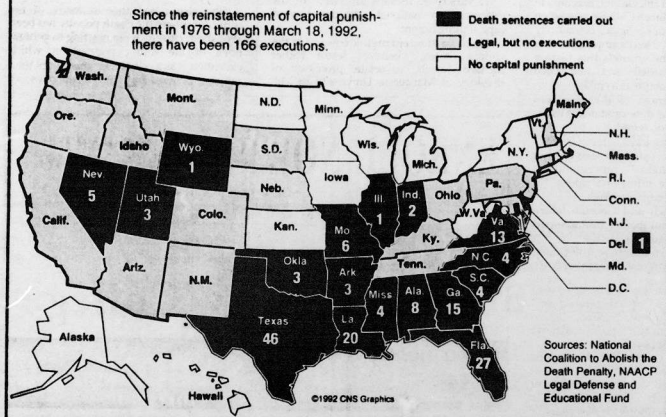 Since the reinstatement of capital punish-
ment in 1976 through March 18, 1992,
there have been 166 executions.
Death sentences carried out
Legal, but no executions
No capital punishment
Wash.
Mont.
N.D.
Minn.
Maine
Ore.
Idaho
Wyo.
1
S.D.
Wis.
Mich.
N.Y.
Vt.
N.H.
Mass.
R.I.
Conn.
N.J.
Del. 1
Md.
D.C.
Nev.
5
Utah
3
Colo.
Neb.
Iowa
Ill.
1
Ind.
2
Ohio
Pa.
W.Va
Va
13
Calif.
Kan.
Mo
6
Ky.
N C
4
Ariz.
N.M.
Okla
3
Ark
3
Tenn.
S.C.
4
Texas
46
La
20
Miss
4
Ala.
8
Ga.
15
Fla.
27
Alaska
Hawaii
©1992 CNS Graphics
Sources: National
Coalition to Abolish the
Death Penalty, NAACP
Legal Defense and
Educational Fund